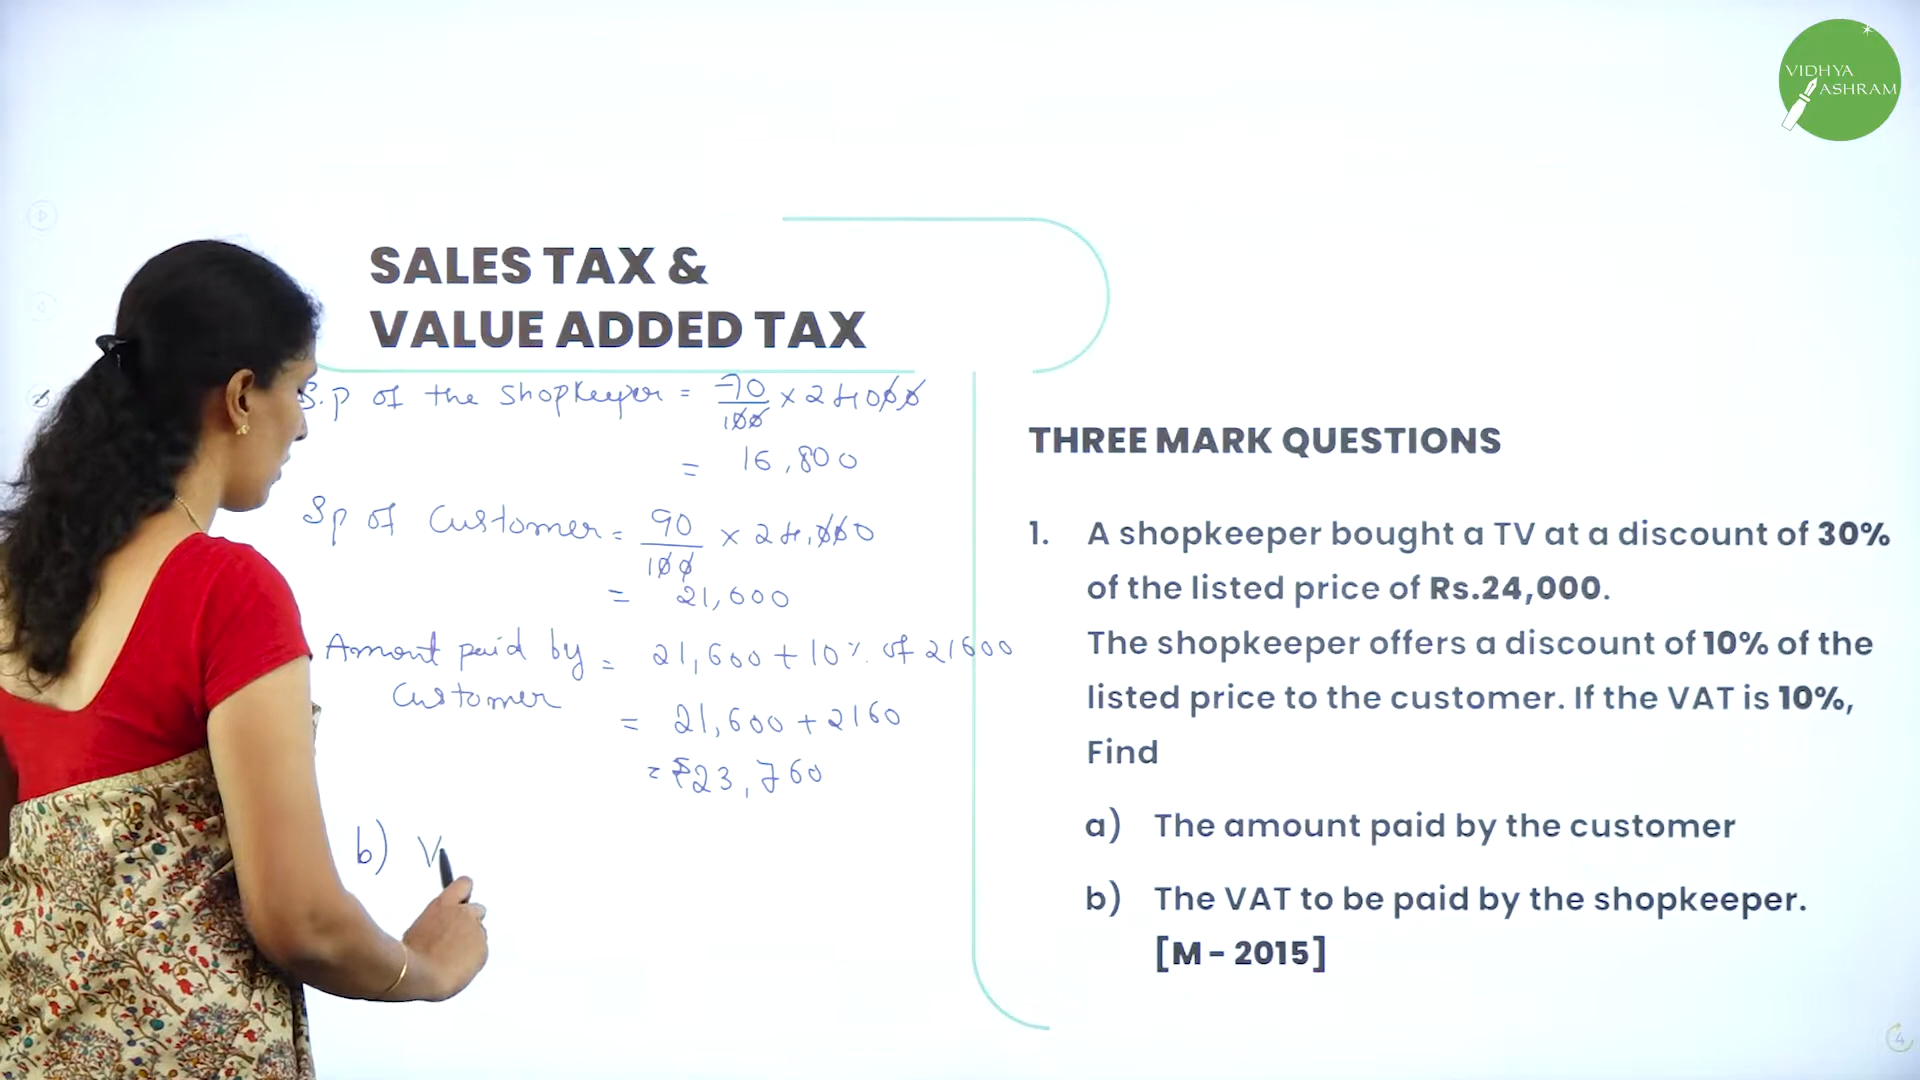 VIDHYA
ASHRAM
SALES TAX &
VALUE ADDED TAX
S.P of the shopkeeper = 70/100 × 24000
= 16,800
SP of Customer = 90/100 × 24,000
= 21,600
Amount paid by = 21,600 + 10% of 21600
Customer
= 21,600 + 2160
= ₹23,760
b) V
THREE MARK QUESTIONS
1. A shopkeeper bought a TV at a discount of 30%
of the listed price of Rs.24,000.
The shopkeeper offers a discount of 10% of the
listed price to the customer. If the VAT is 10%,
Find
a) The amount paid by the customer
b) The VAT to be paid by the shopkeeper.
[M - 2015]
4